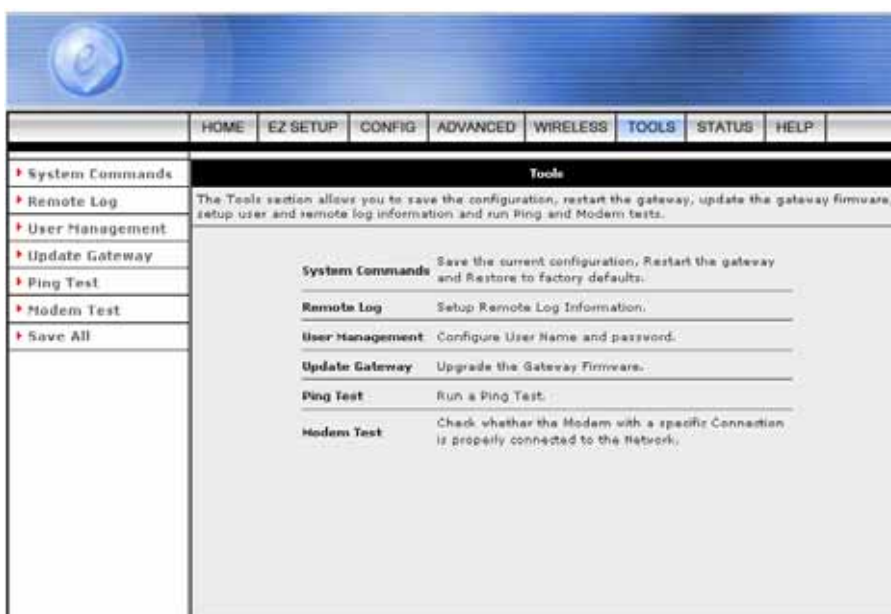 e
HOME EZ SETUP CONFIG ADVANCED WIRELESS TOOLS STATUS HELP
System Commands
Remote Log
User Management
Update Gateway
Ping Test
Modem Test
Save All
Tools
The Tools section allows you to save the configuration, restart the gateway, update the gateway firmware,
setup user and remote log information and run Ping and Modem tests.
System Commands Save the current configuration, Restart the gateway
and Restore to factory defaults.
Remote Log Setup Remote Log Information.
User Management Configure User Name and password.
Update Gateway Upgrade the Gateway Firmware.
Ping Test Run a Ping Test.
Modem Test Check whether the Modem with a specific Connection
is properly connected to the Network.